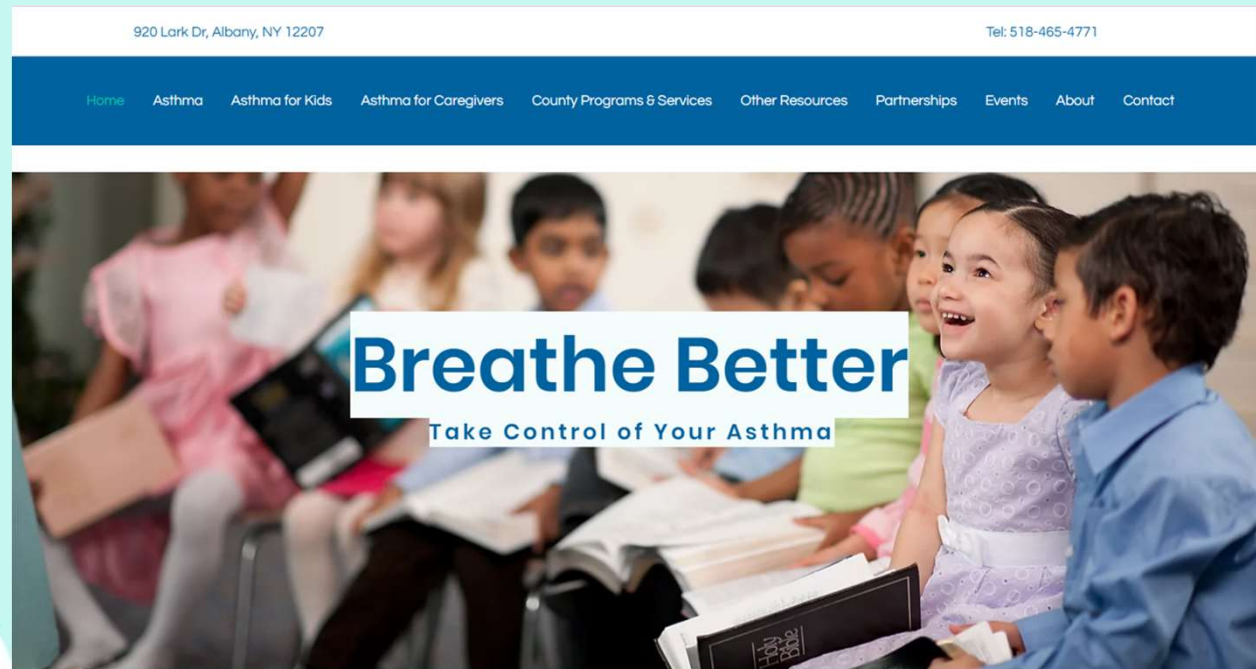 920 Lark Dr, Albany, NY 12207 Tel: 518-465-4771
Home Asthma Asthma for Kids Asthma for Caregivers County Programs & Services Other Resources Partnerships Events About Contact
Breathe Better
Take Control of Your Asthma
Holy
Bible